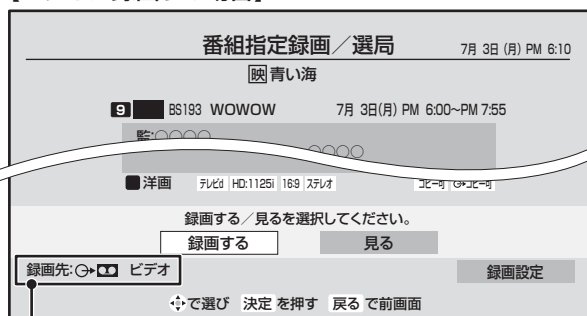 番組指定録画／選局 7月 3日 (月) PM 6:10
映 青い海
9 BS193 WOWOW 7月 3日(月) PM 6:00~PM 7:55
監:○○○○
○○○○
洋画 テレビd HD:1125i 16:9 ステレオ コピー可 コピー可
録画する／見るを選択してください。
録画する 見る
録画先: ビデオ 録画設定
で選び 決定 を押す 戻る で前画面